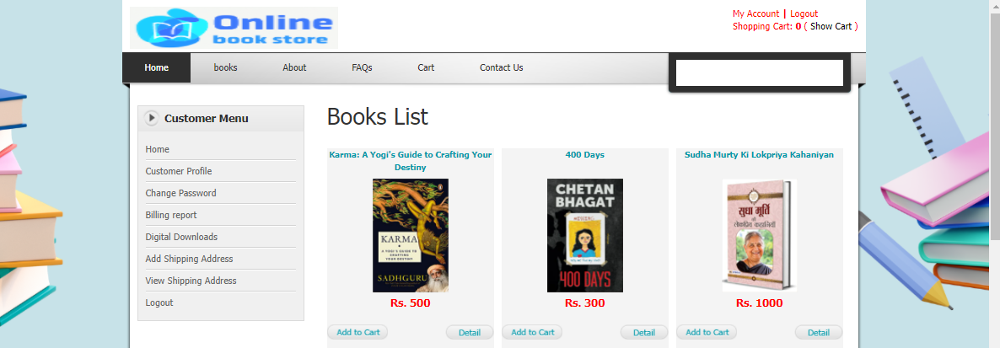 Online
book store
My Account | Logout
Shopping Cart: 0 ( Show Cart )
Home books About FAQs Cart Contact Us
Customer Menu
Home
Customer Profile
Change Password
Billing report
Digital Downloads
Add Shipping Address
View Shipping Address
Logout
Books List
Karma: A Yogi's Guide to Crafting Your
Destiny
KARMA
A YOGI'S GUIDE TO
CRAFTING
YOUR DESTINY
SADHGURU
Rs. 500
Add to Cart Detail
400 Days
CHETAN
BHAGAT
MISSING
400 DAYS
Rs. 300
Add to Cart Detail
Sudha Murty Ki Lokpriya Kahaniyan
सुधा मूर्ति
की
लोकप्रिय कहानियाँ
Rs. 1000
Add to Cart Detail